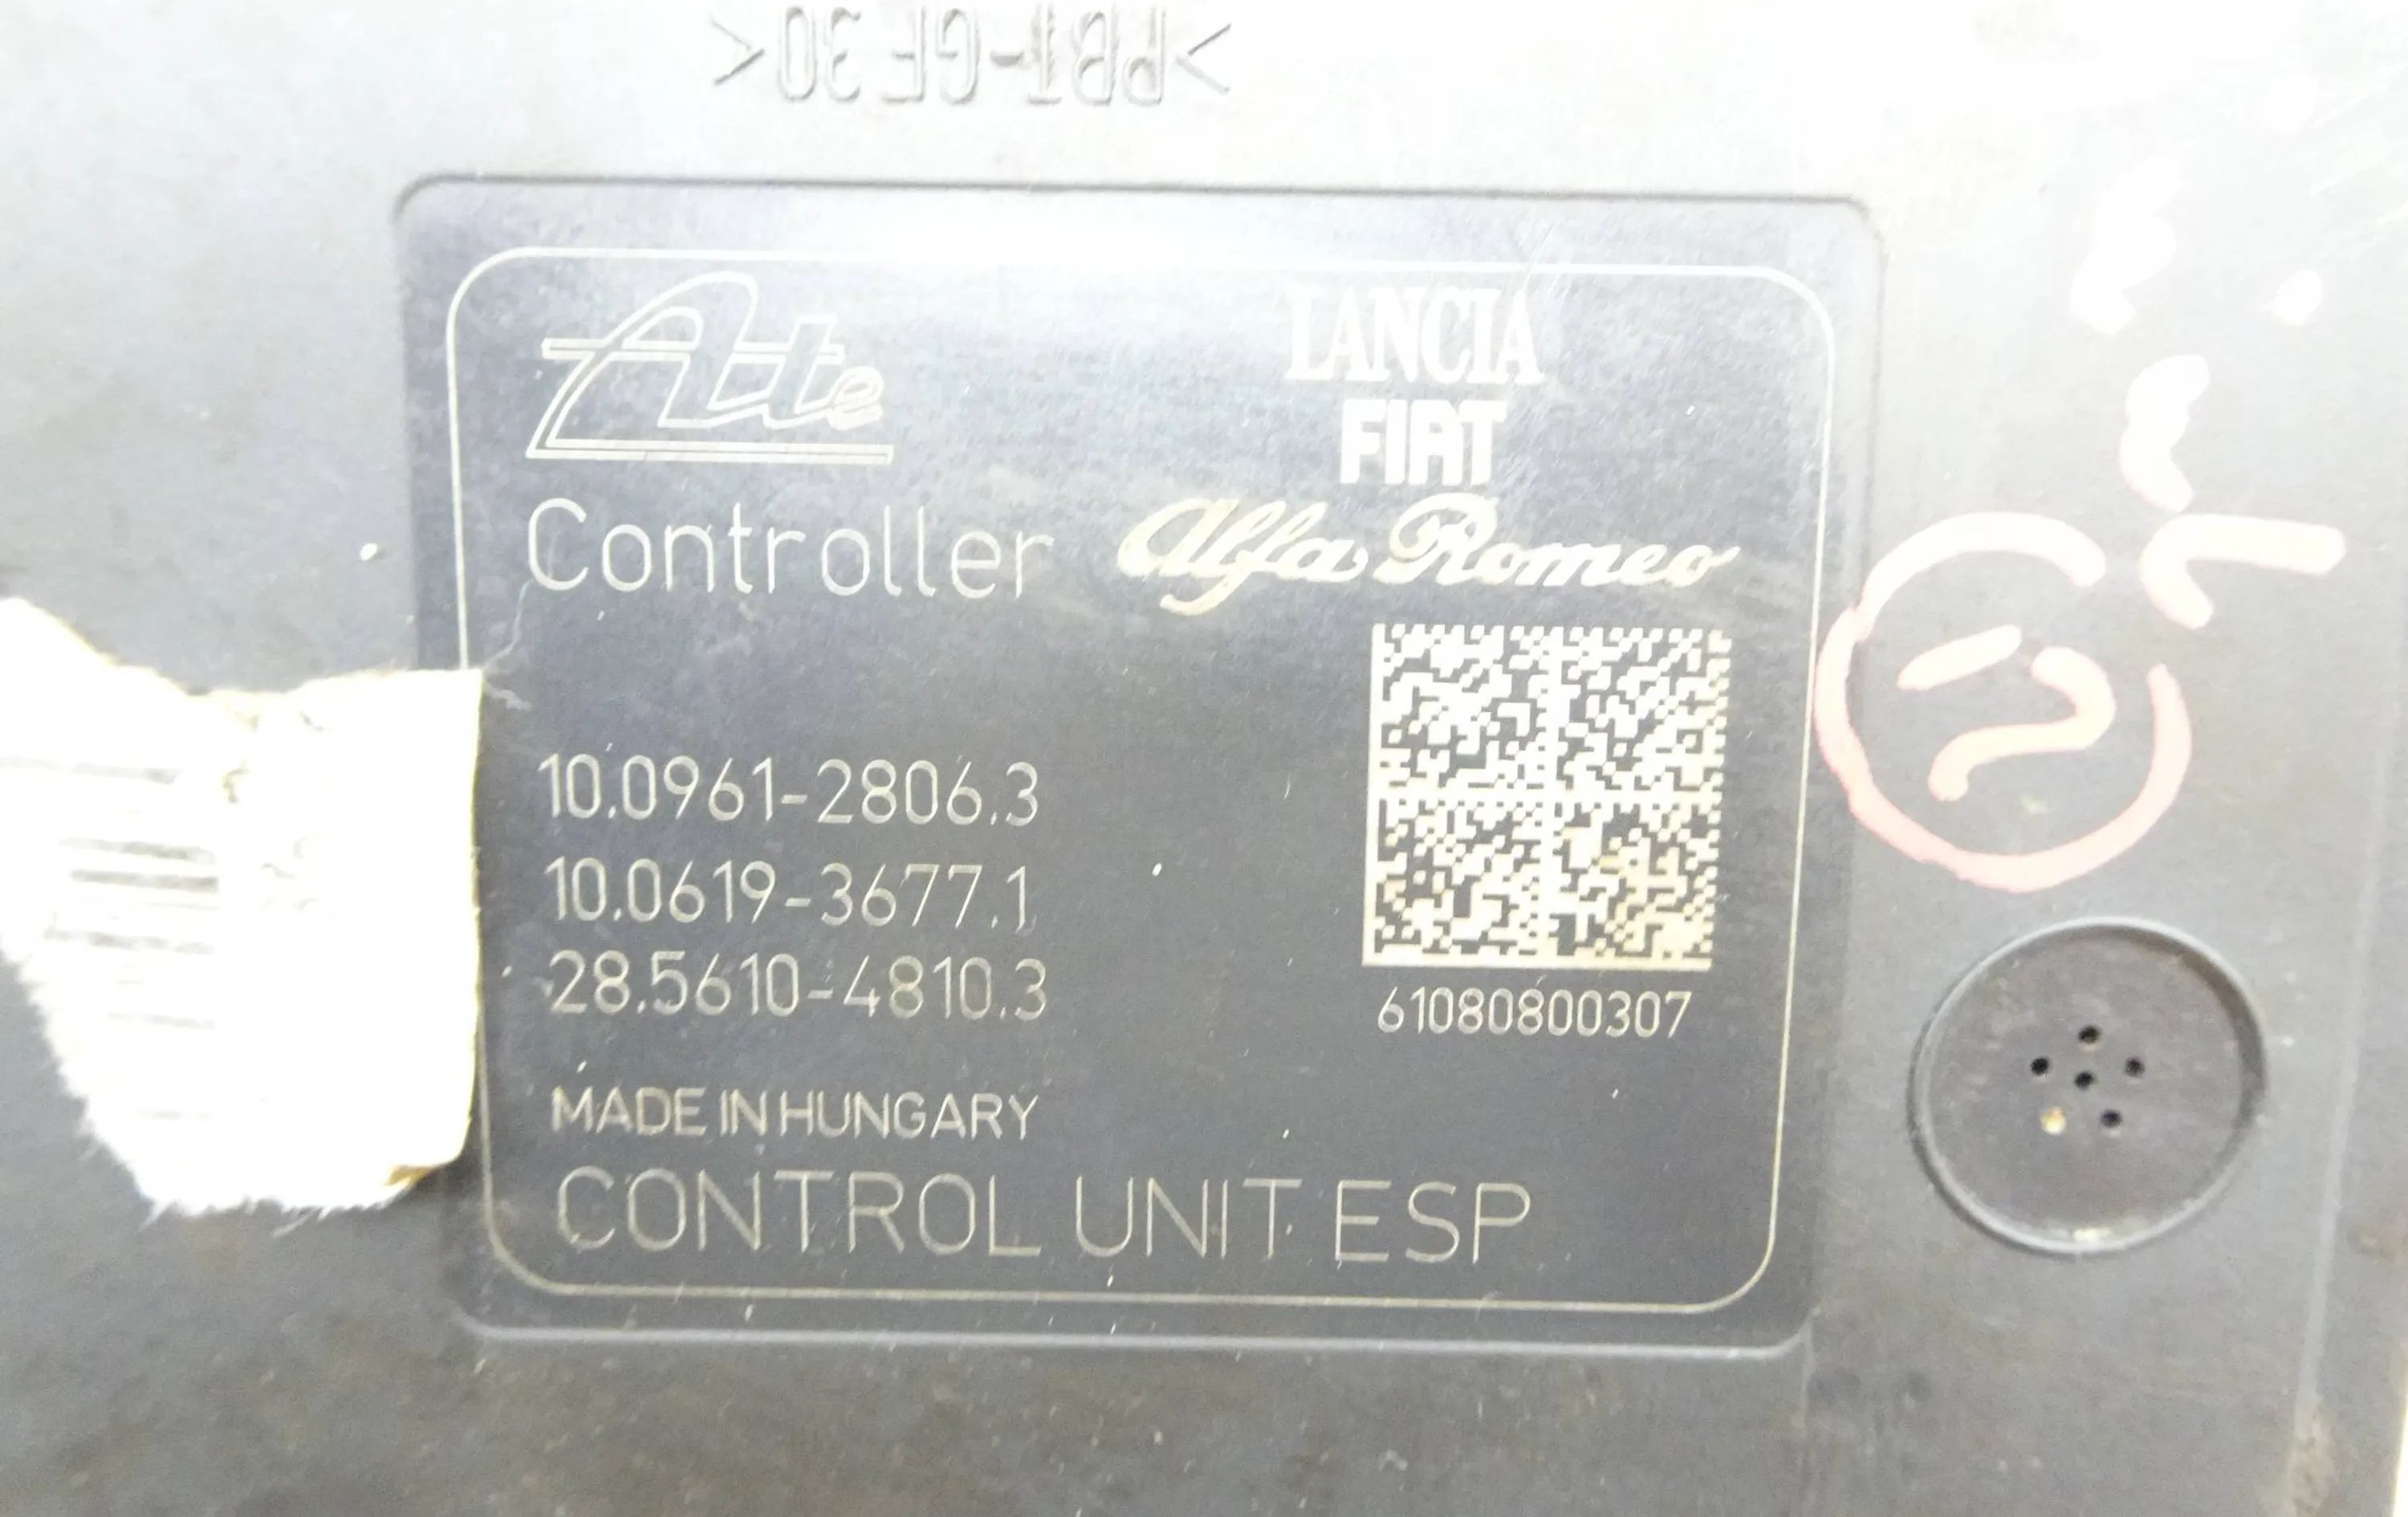 >PBT-GF30<
Ate
LANCIA
FIAT
Controller
Alfa Romeo
10.0961-2806.3
10.0619-3677.1
28.5610-4810.3
61080800307
MADE IN HUNGARY
CONTROL UNIT ESP
12